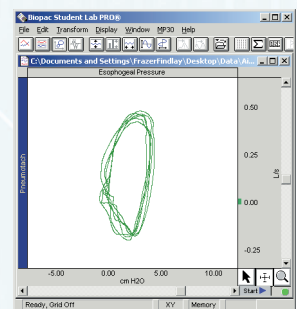 Biopac Student Lab PRO®
File Edit Transform Display Window MP30 Help
C:\Documents and Settings\FrazerFindlay\Desktop\Data\Ai...
Esophogeal Pressure
Pneumotach
0.50
0.25
0.00
-0.25
L/s
-5.00 0.00 5.00 10.00
cm H2O
Start
Ready, Grid Off XY Memory